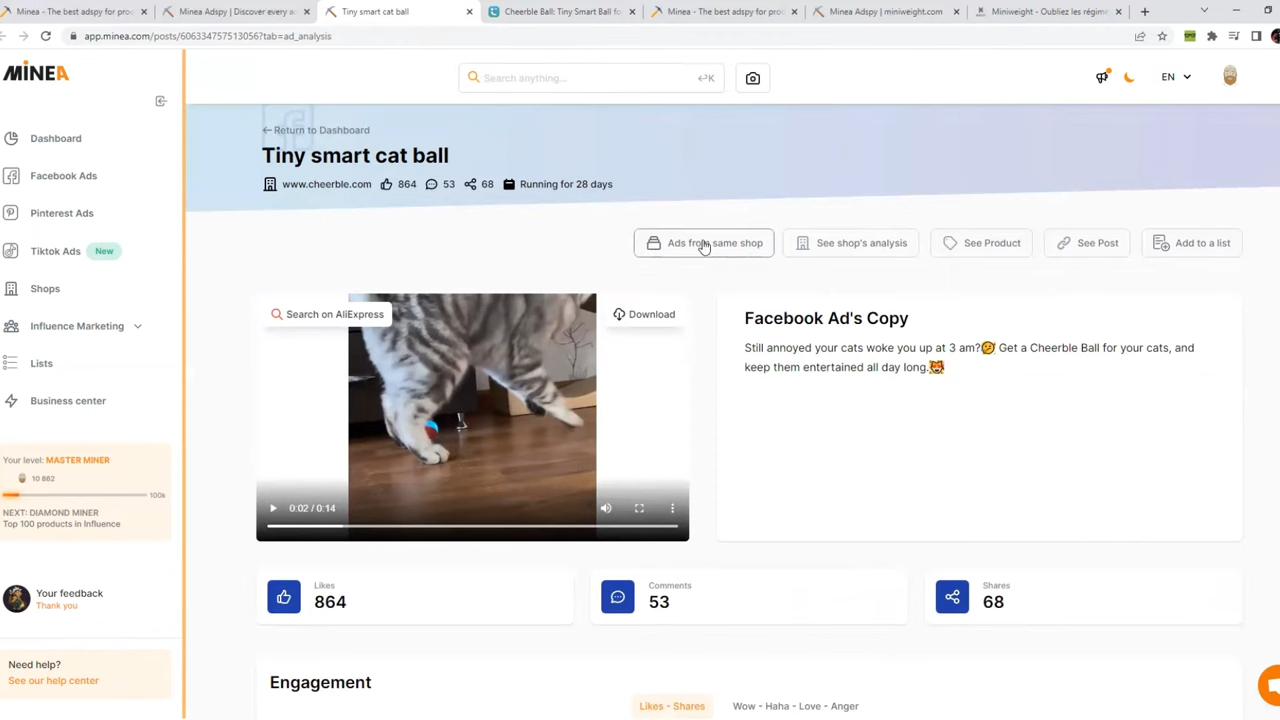 Minea - The best adspy for prod
Minea Adspy | Discover every a
Tiny smart cat ball
Cheerble Ball: Tiny Smart Ball fo
Minea - The best adspy for prod
Minea Adspy | miniweight.com
Miniweight - Oubliez les régime
app.minea.com/posts/6063347575130567?tab=ad_analysis
MINEA
Search anything...
K
EN
Dashboard
Facebook Ads
Pinterest Ads
Tiktok Ads New
Shops
Influence Marketing
Lists
Business center
Your level: MASTER MINER
10 862
100k
NEXT: DIAMOND MINER
Top 100 products in Influence
Your feedback
Thank you
Need help?
See our help center
Return to Dashboard
Tiny smart cat ball
www.cheerble.com 864 53 68 Running for 28 days
Ads from same shop
See shop's analysis
See Product
See Post
Add to a list
Search on AliExpress
Download
0:02 / 0:14
Facebook Ad's Copy
Still annoyed your cats woke you up at 3 am?🫤 Get a Cheerble Ball for your cats, and
keep them entertained all day long.😻
Likes
864
Comments
53
Shares
68
Engagement
Likes - Shares
Wow - Haha - Love - Anger